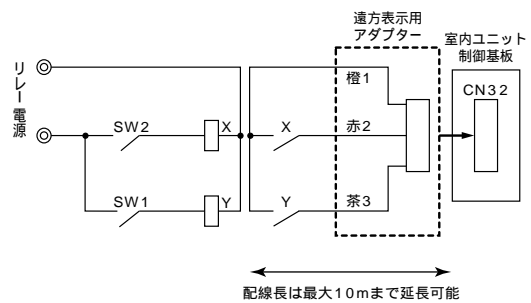 遠方表示用
アダプター
室内ユニット
制御基板
リレー電源
橙1
CN32
SW2
X
X
赤2
SW1
Y
Y
茶3
配線長は最大10mまで延長可能